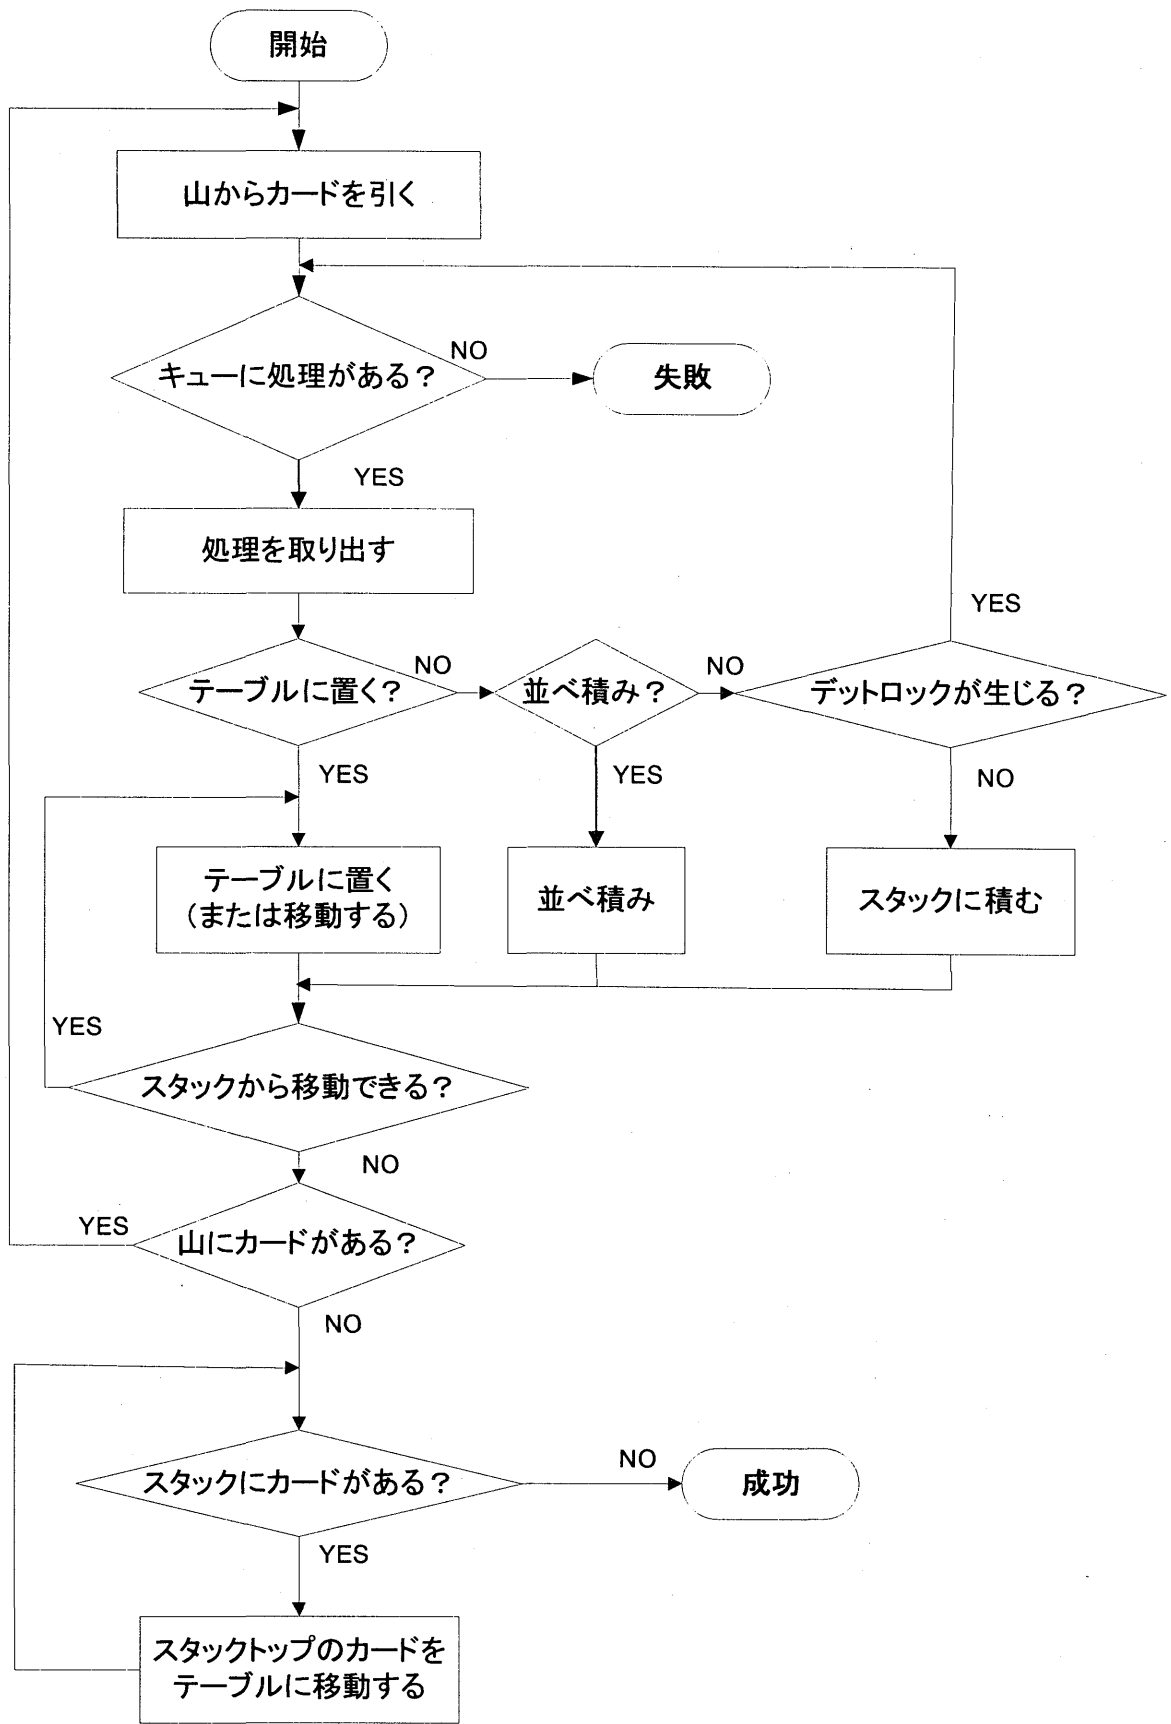 開始
山からカードを引く
キューに処理がある？
NO
失敗
YES
処理を取り出す
YES
テーブルに置く？
NO
並べ積み？
NO
デットロックが生じる？
YES
YES
NO
テーブルに置く
（または移動する）
並べ積み
スタックに積む
YES
スタックから移動できる？
NO
YES
山にカードがある？
NO
スタックにカードがある？
NO
成功
YES
スタックトップのカードを
テーブルに移動する